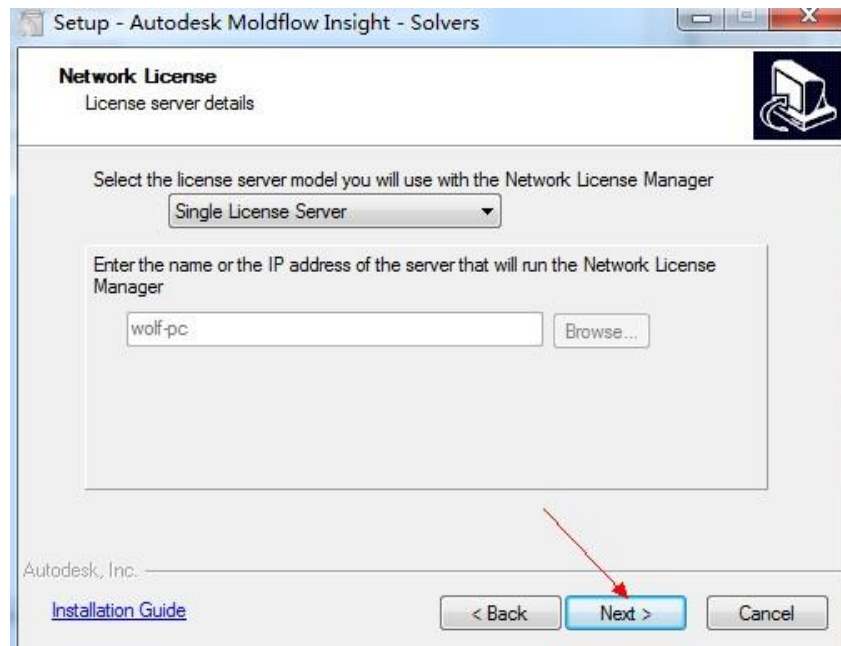 Setup - Autodesk Moldflow Insight - Solvers
Network License
License server details
Select the license server model you will use with the Network License Manager
Single License Server
Enter the name or the IP address of the server that will run the Network License
Manager
wolf-pc
Browse...
Autodesk, Inc.
Installation Guide
< Back
Next >
Cancel